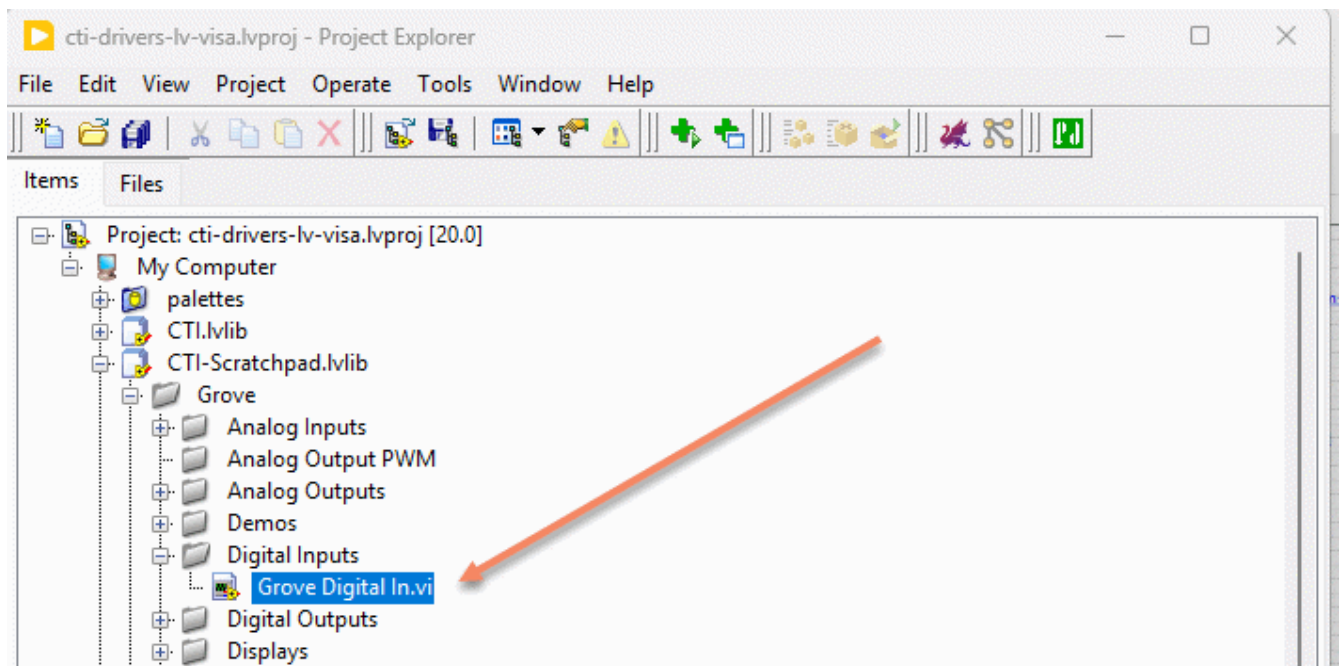 cti-drivers-lv-visa.lvproj - Project Explorer
File Edit View Project Operate Tools Window Help
Items Files
Project: cti-drivers-lv-visa.lvproj [20.0]
My Computer
palettes
CTI.lvlib
CTI-Scratchpad.lvlib
Grove
Analog Inputs
Analog Output PWM
Analog Outputs
Demos
Digital Inputs
Grove Digital In.vi
Digital Outputs
Displays